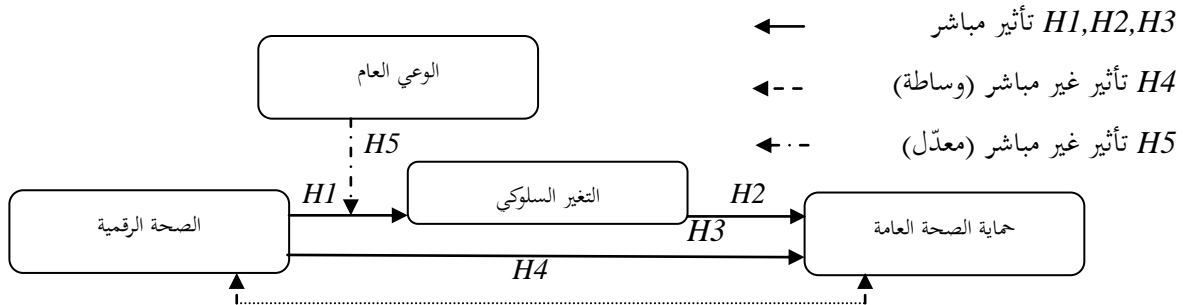 H1,H2,H3 تأثير مباشر
H4 تأثير غير مباشر (وساطة)
H5 تأثير غير مباشر (معدّل)
الوعي العام
H5
الصحة الرقمية
H1
التغير السلوكي
H2
H3
حماية الصحة العامة
H4